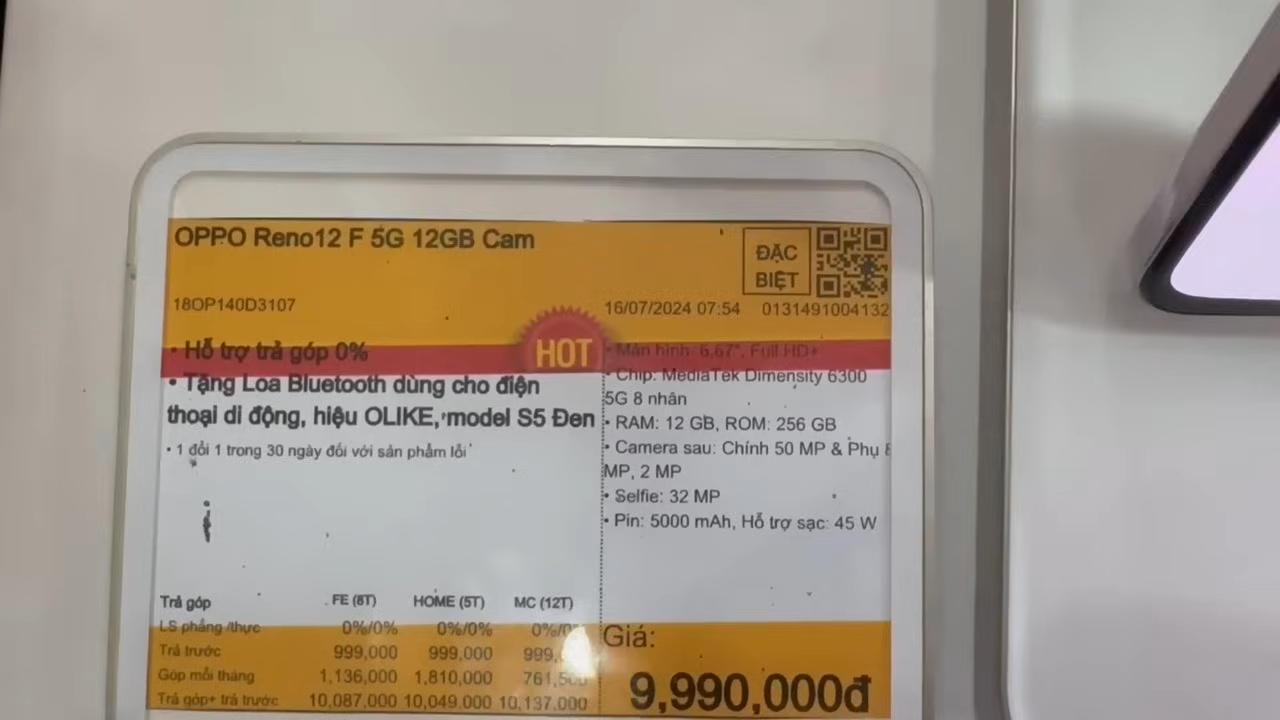 OPPO Reno12 F 5G 12GB Cam
ĐẶC
BIỆT
18OP140D3107
16/07/2024 07:54 0131491004132
• Hỗ trợ trả góp 0%
HOT
• Tặng Loa Bluetooth dùng cho điện
thoại di động, hiệu OLIKE, model S5 Đen
• 1 đổi 1 trong 30 ngày đối với sản phẩm lỗi
• Màn hình: 6.67", Full HD+
• Chip: MediaTek Dimensity 6300
5G 8 nhân
• RAM: 12 GB, ROM: 256 GB
• Camera sau: Chính 50 MP & Phụ 8
MP, 2 MP
• Selfie: 32 MP
• Pin: 5000 mAh, Hỗ trợ sạc: 45 W
Trả góp FE (8T) HOME (5T) MC (12T)
LS phẳng /thực 0%/0% 0%/0% 0%/0%
Trả trước 999,000 999,000 999,
Góp mỗi tháng 1,136,000 1,810,000 761,500
Trả góp+ trả trước 10,087,000 10,049,000 10,137,000
Giá:
9,990,000đ